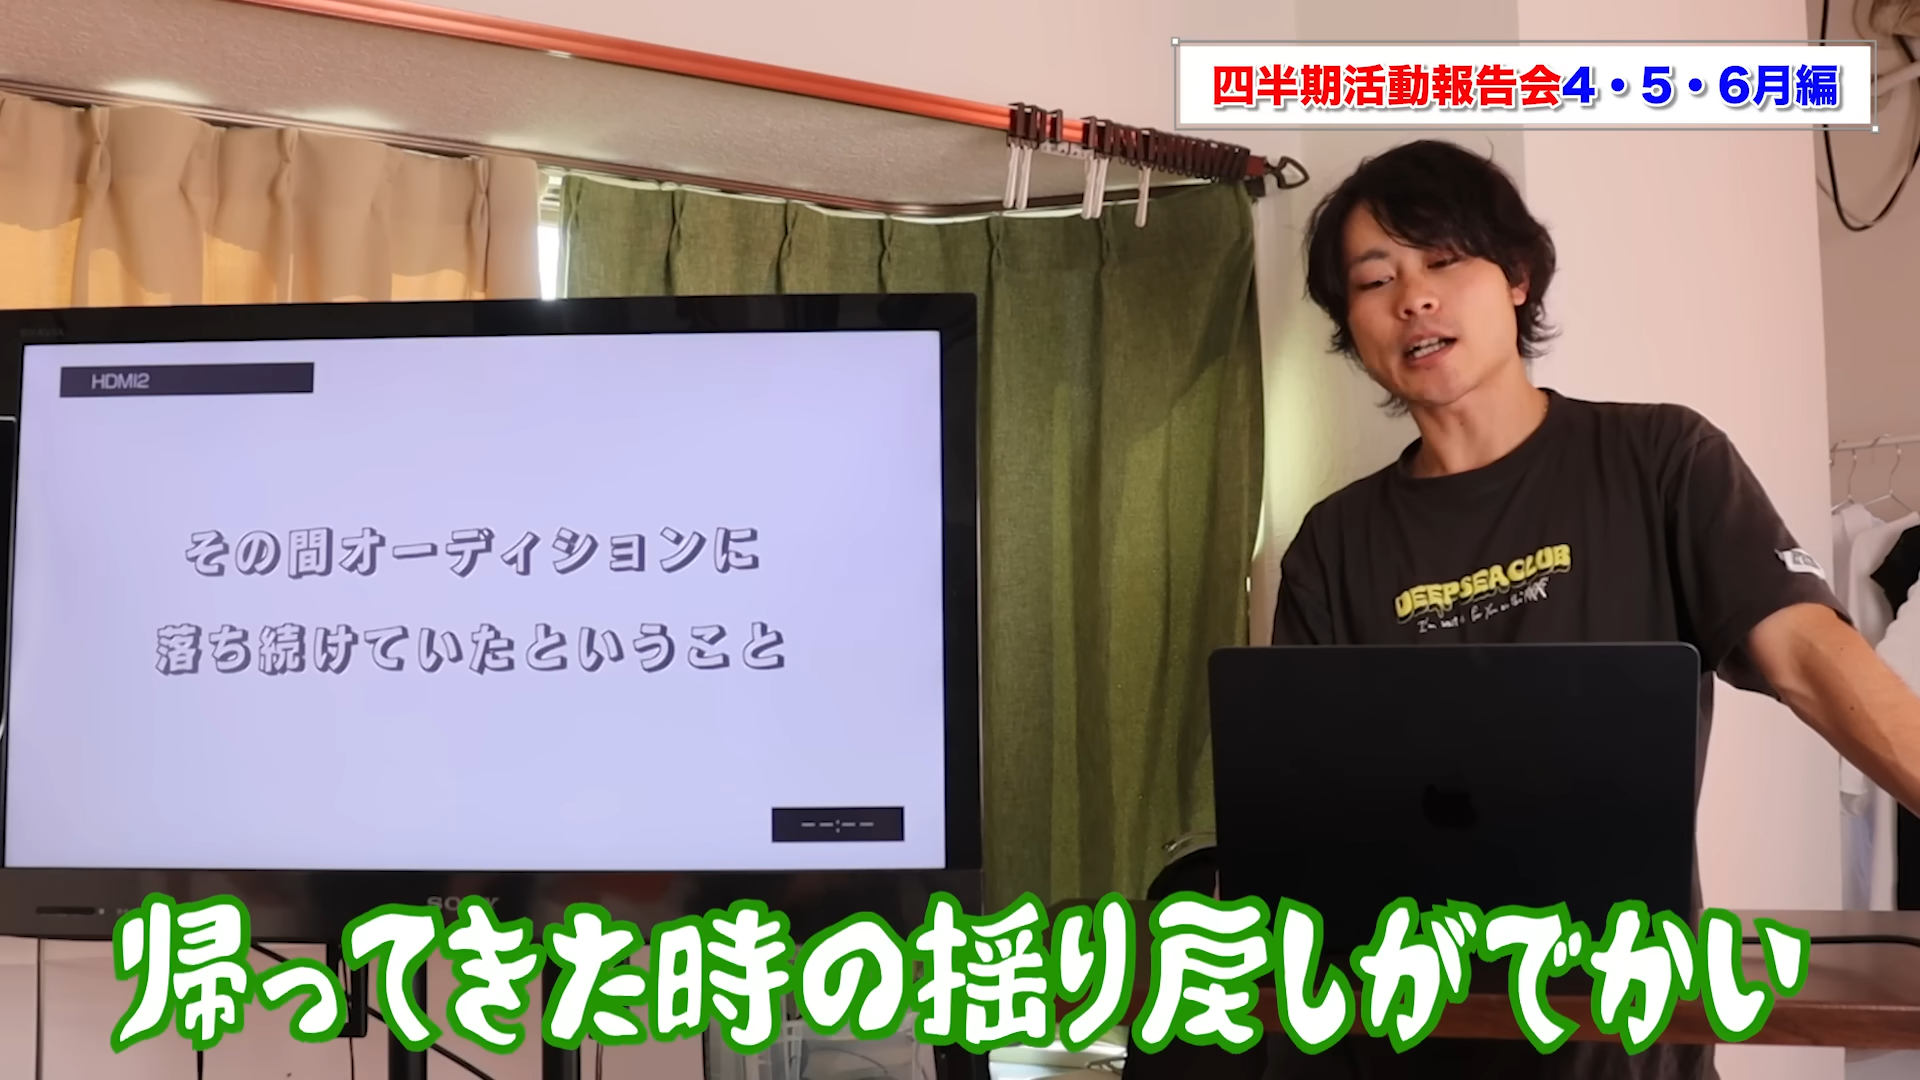 四半期活動報告会4・5・6月編
HDMI2
その間オーディションに
落ち続けていたということ
--:--
DEEPSEACLUB
SONY
帰ってきた時の揺り戻しがでかい